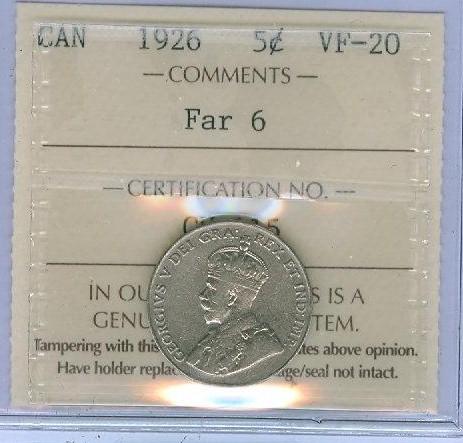 CAN 1926 5¢ VF-20
— COMMENTS —
Far 6
— CERTIFICATION NO. —
IN OU S IS A
GENU TEM.
Tampering with this tes above opinion.
Have holder replac age/seal not intact.
GEORGIVS V DEI GRA: REX ET IND:IMP: